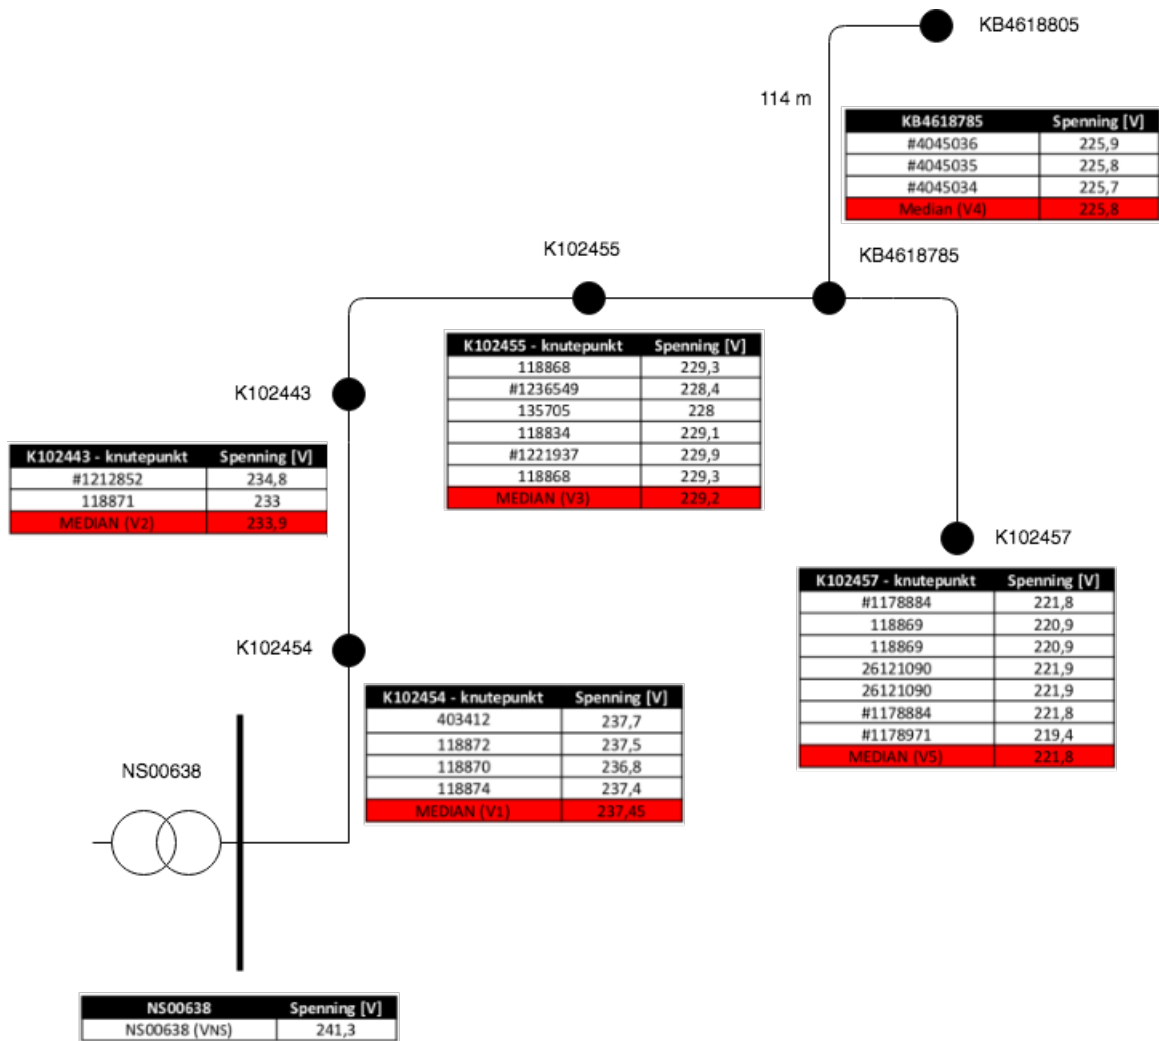 KB4618805
114 m
KB4618785 Spenning [V]
#4045036 225,9
#4045035 225,8
#4045034 225,7
Median (V4) 225,8
K102455
KB4618785
K102455 - knutepunkt Spenning [V]
118868 229,3
#1236549 228,4
135705 228
118834 229,1
#1221937 229,9
118868 229,3
MEDIAN (V3) 229,2
K102443
K102443 - knutepunkt Spenning [V]
#1212852 234,8
118871 233
MEDIAN (V2) 233,9
K102457
K102457 - knutepunkt Spenning [V]
#1178884 221,8
118869 220,9
118869 220,9
26121090 221,9
26121090 221,9
#1178884 221,8
#1178971 219,4
MEDIAN (V5) 221,8
K102454
K102454 - knutepunkt Spenning [V]
403412 237,7
118872 237,5
118870 236,8
118874 237,4
MEDIAN (V1) 237,45
NS00638
NS00638 Spenning [V]
NS00638 (VNS) 241,3